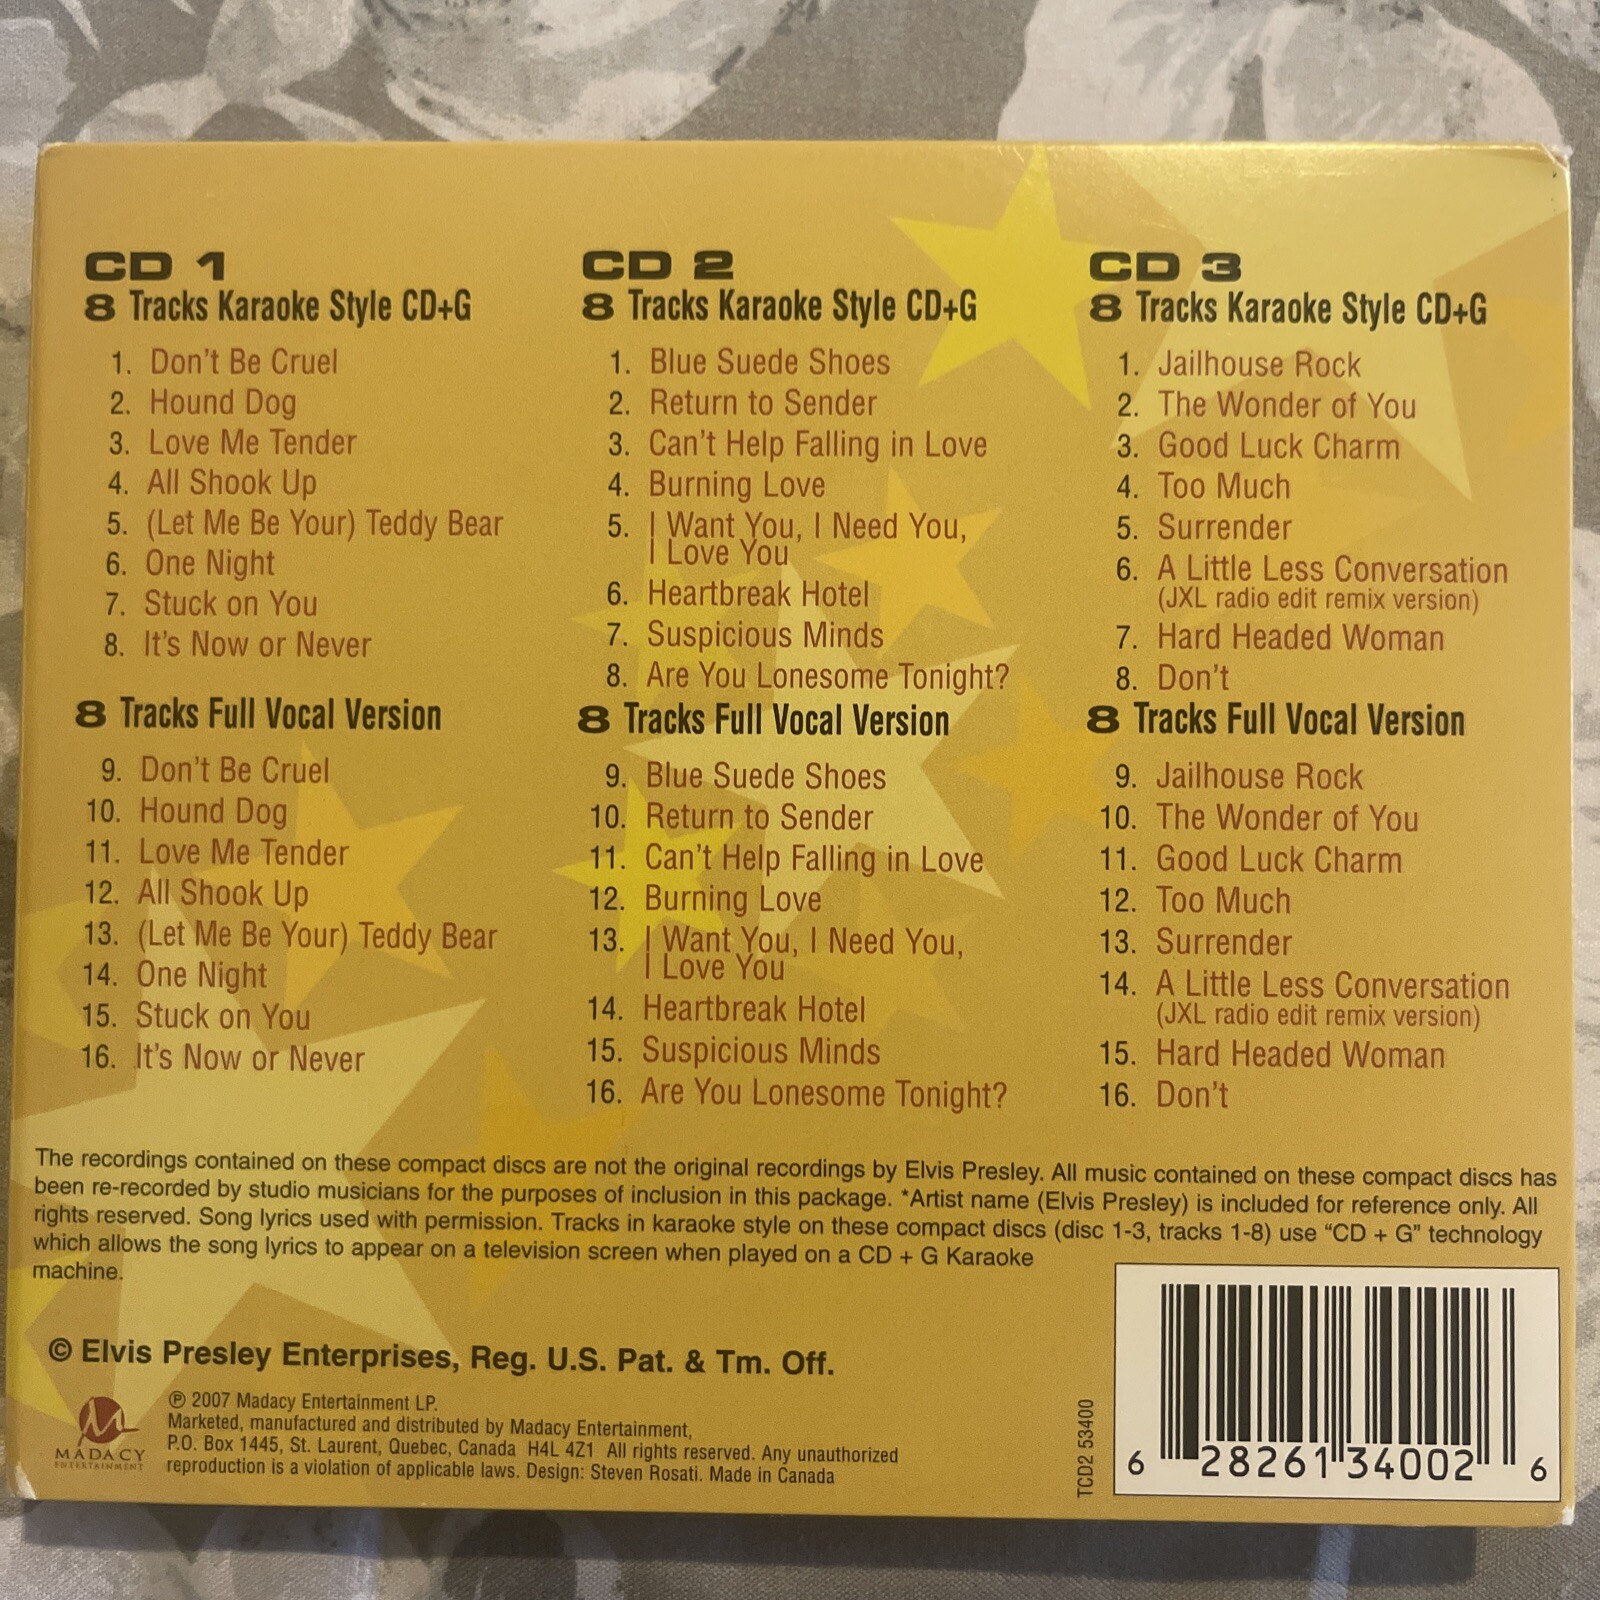 CD 1
8 Tracks Karaoke Style CD+G
1. Don't Be Cruel
2. Hound Dog
3. Love Me Tender
4. All Shook Up
5. (Let Me Be Your) Teddy Bear
6. One Night
7. Stuck on You
8. It's Now or Never
8 Tracks Full Vocal Version
9. Don't Be Cruel
10. Hound Dog
11. Love Me Tender
12. All Shook Up
13. (Let Me Be Your) Teddy Bear
14. One Night
15. Stuck on You
16. It's Now or Never
CD 2
8 Tracks Karaoke Style CD+G
1. Blue Suede Shoes
2. Return to Sender
3. Can't Help Falling in Love
4. Burning Love
5. I Want You, I Need You,
I Love You
6. Heartbreak Hotel
7. Suspicious Minds
8. Are You Lonesome Tonight?
8 Tracks Full Vocal Version
9. Blue Suede Shoes
10. Return to Sender
11. Can't Help Falling in Love
12. Burning Love
13. I Want You, I Need You,
I Love You
14. Heartbreak Hotel
15. Suspicious Minds
16. Are You Lonesome Tonight?
CD 3
8 Tracks Karaoke Style CD+G
1. Jailhouse Rock
2. The Wonder of You
3. Good Luck Charm
4. Too Much
5. Surrender
6. A Little Less Conversation
(JXL radio edit remix version)
7. Hard Headed Woman
8. Don't
8 Tracks Full Vocal Version
9. Jailhouse Rock
10. The Wonder of You
11. Good Luck Charm
12. Too Much
13. Surrender
14. A Little Less Conversation
(JXL radio edit remix version)
15. Hard Headed Woman
16. Don't
The recordings contained on these compact discs are not the original recordings by Elvis Presley. All music contained on these compact discs has
been re-recorded by studio musicians for the purposes of inclusion in this package. *Artist name (Elvis Presley) is included for reference only. All
rights reserved. Song lyrics used with permission. Tracks in karaoke style on these compact discs (disc 1-3, tracks 1-8) use “CD + G” technology
which allows the song lyrics to appear on a television screen when played on a CD + G Karaoke
machine.
© Elvis Presley Enterprises, Reg. U.S. Pat. & Tm. Off.
MADACY
ENTERTAINMENT
℗ 2007 Madacy Entertainment LP.
Marketed, manufactured and distributed by Madacy Entertainment,
P.O. Box 1445, St. Laurent, Quebec, Canada H4L 4Z1 All rights reserved. Any unauthorized
reproduction is a violation of applicable laws. Design: Steven Rosati. Made in Canada
TCD2 53400
6 28261 34002 6